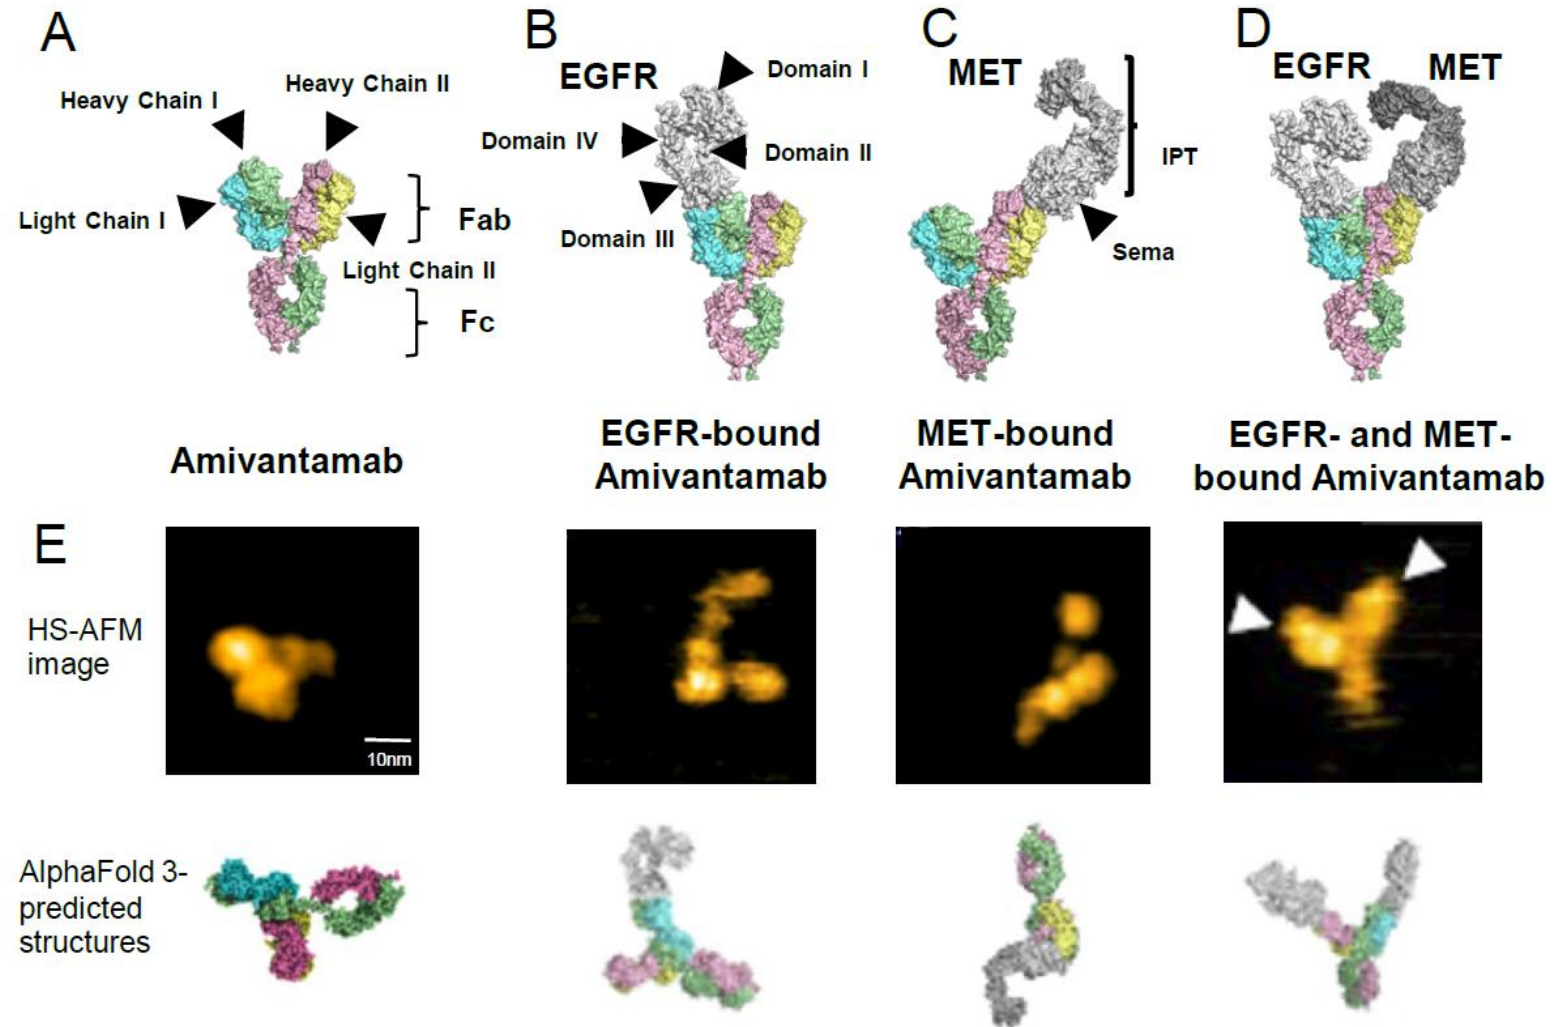 A
Heavy Chain I
Heavy Chain II
Light Chain I
Light Chain II
Fab
Fc
B
EGFR
Domain I
Domain IV
Domain II
Domain III
C
MET
IPT
Sema
D
EGFR
MET
Amivantamab
EGFR-bound
Amivantamab
MET-bound
Amivantamab
EGFR- and MET-
bound Amivantamab
E
HS-AFM
image
10nm
AlphaFold 3-
predicted
structures